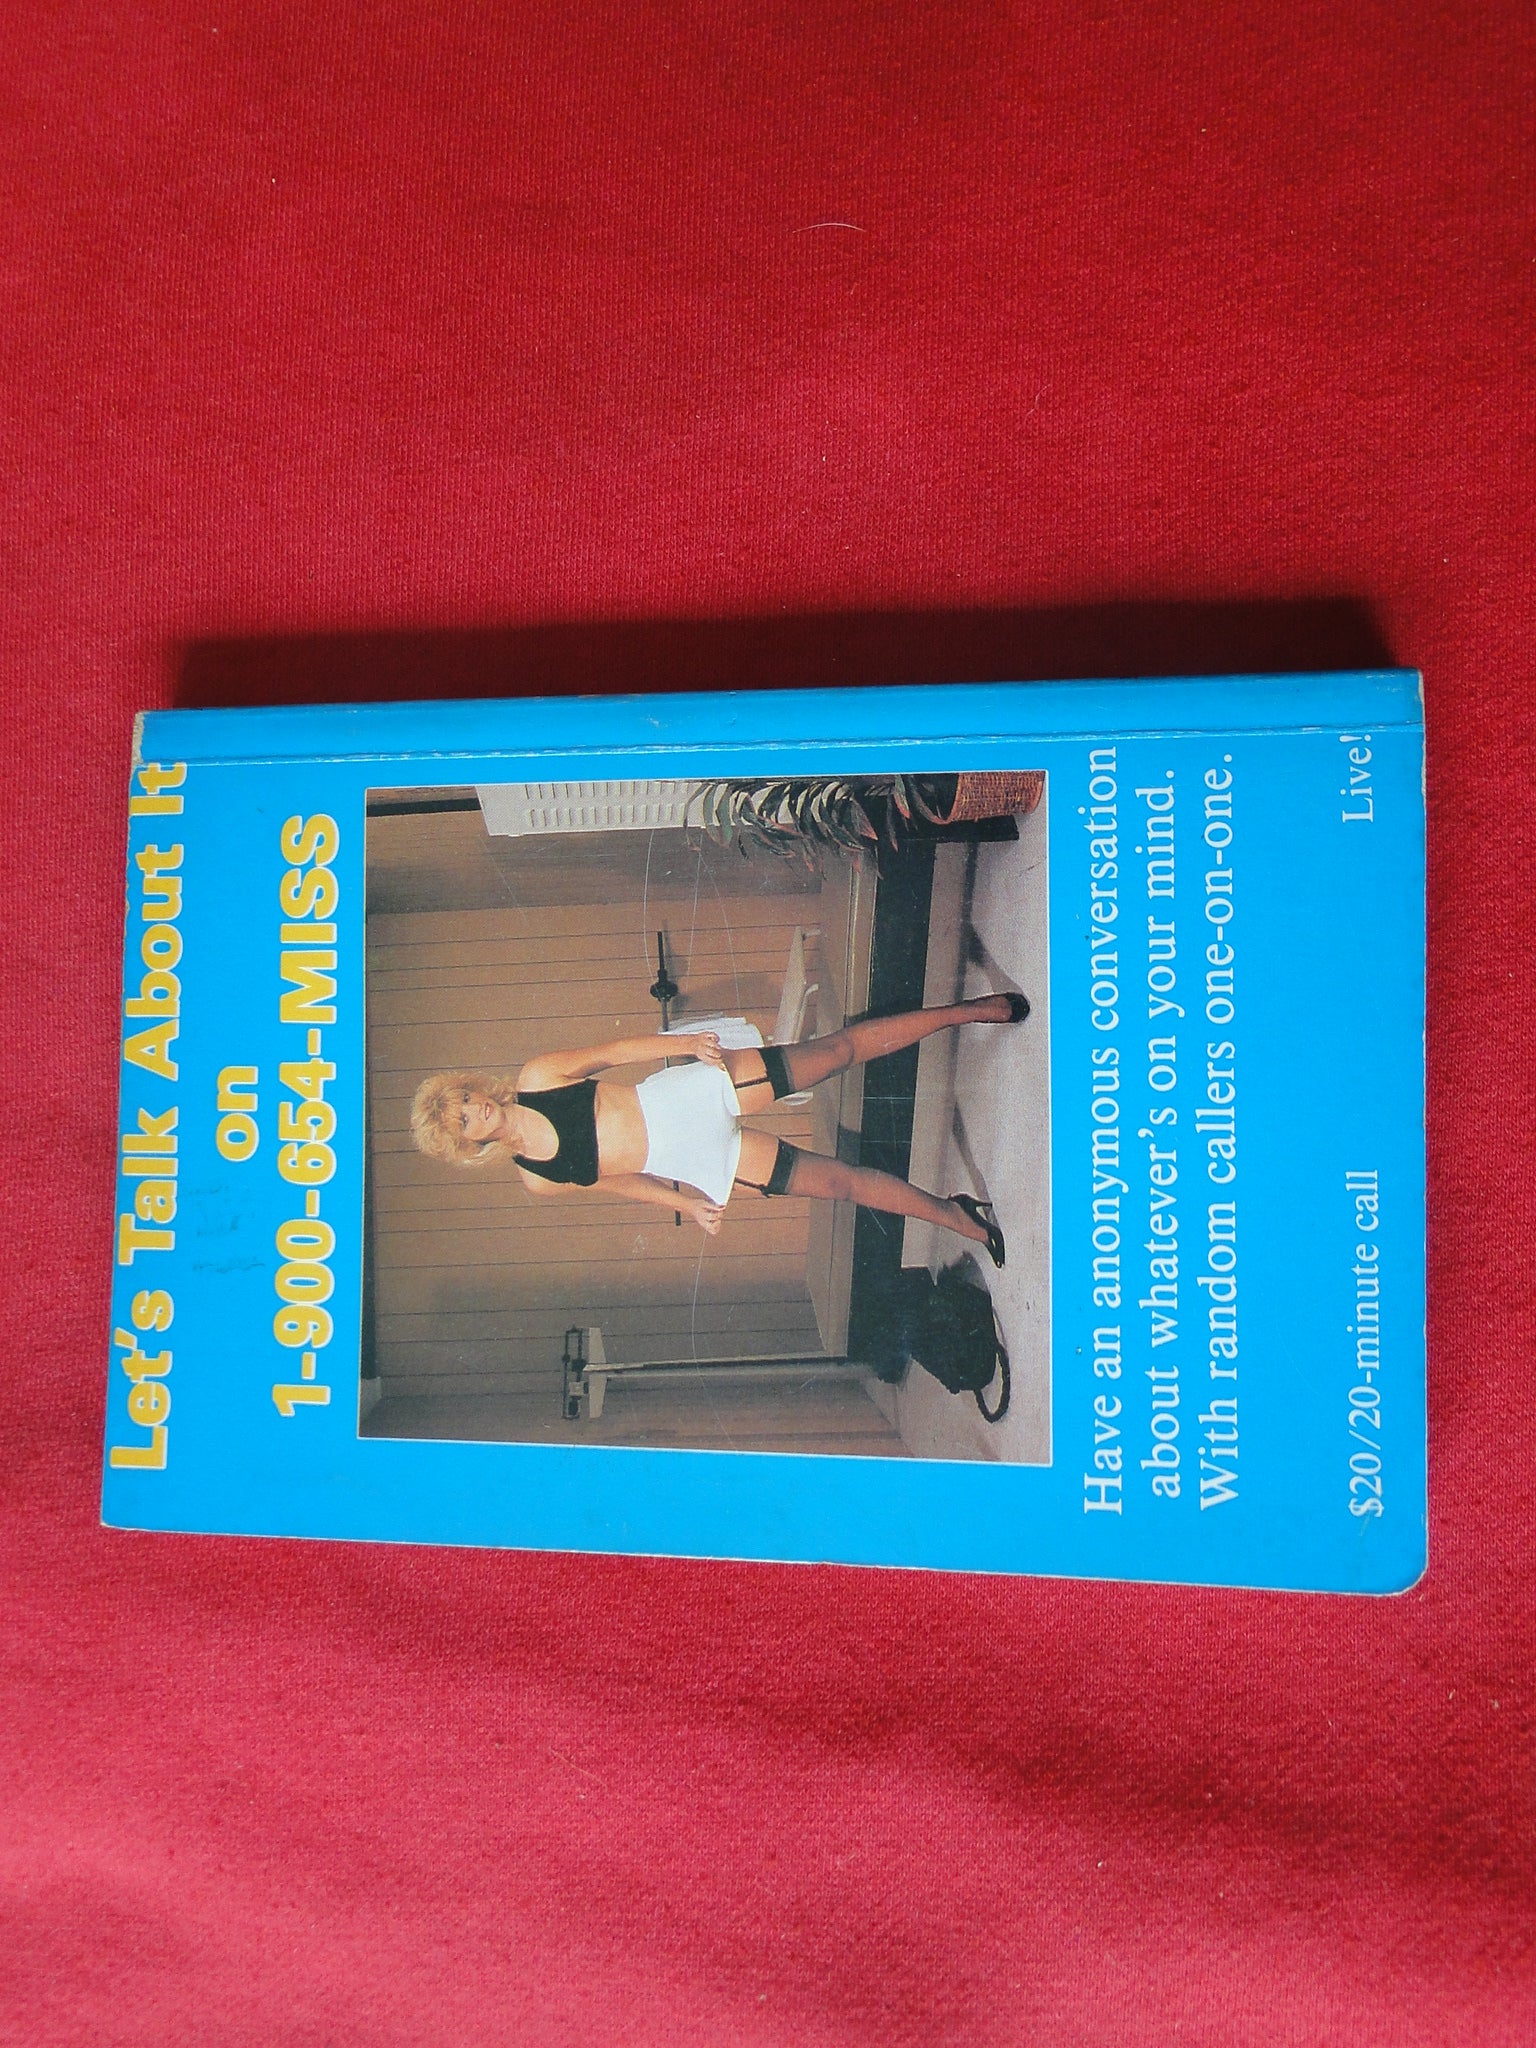 Let's Talk About It
on
1-900-654-MISS
Have an anonymous conversation
about whatever's on your mind.
With random callers one-on-one.
$20/20-minute call Live!